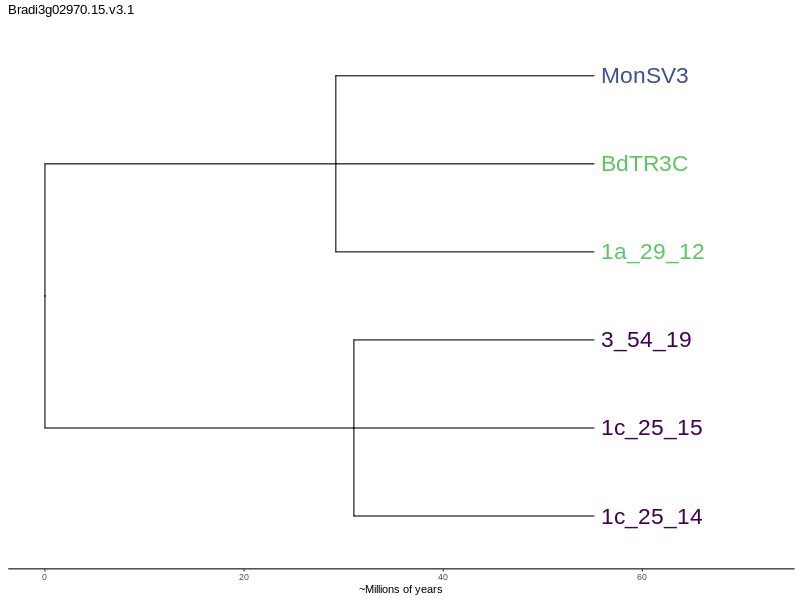 Bradi3g02970.15.v3.1
MonSV3
BdTR3C
1a_29_12
3_54_19
1c_25_15
1c_25_14
0 20 40 60
~Millions of years